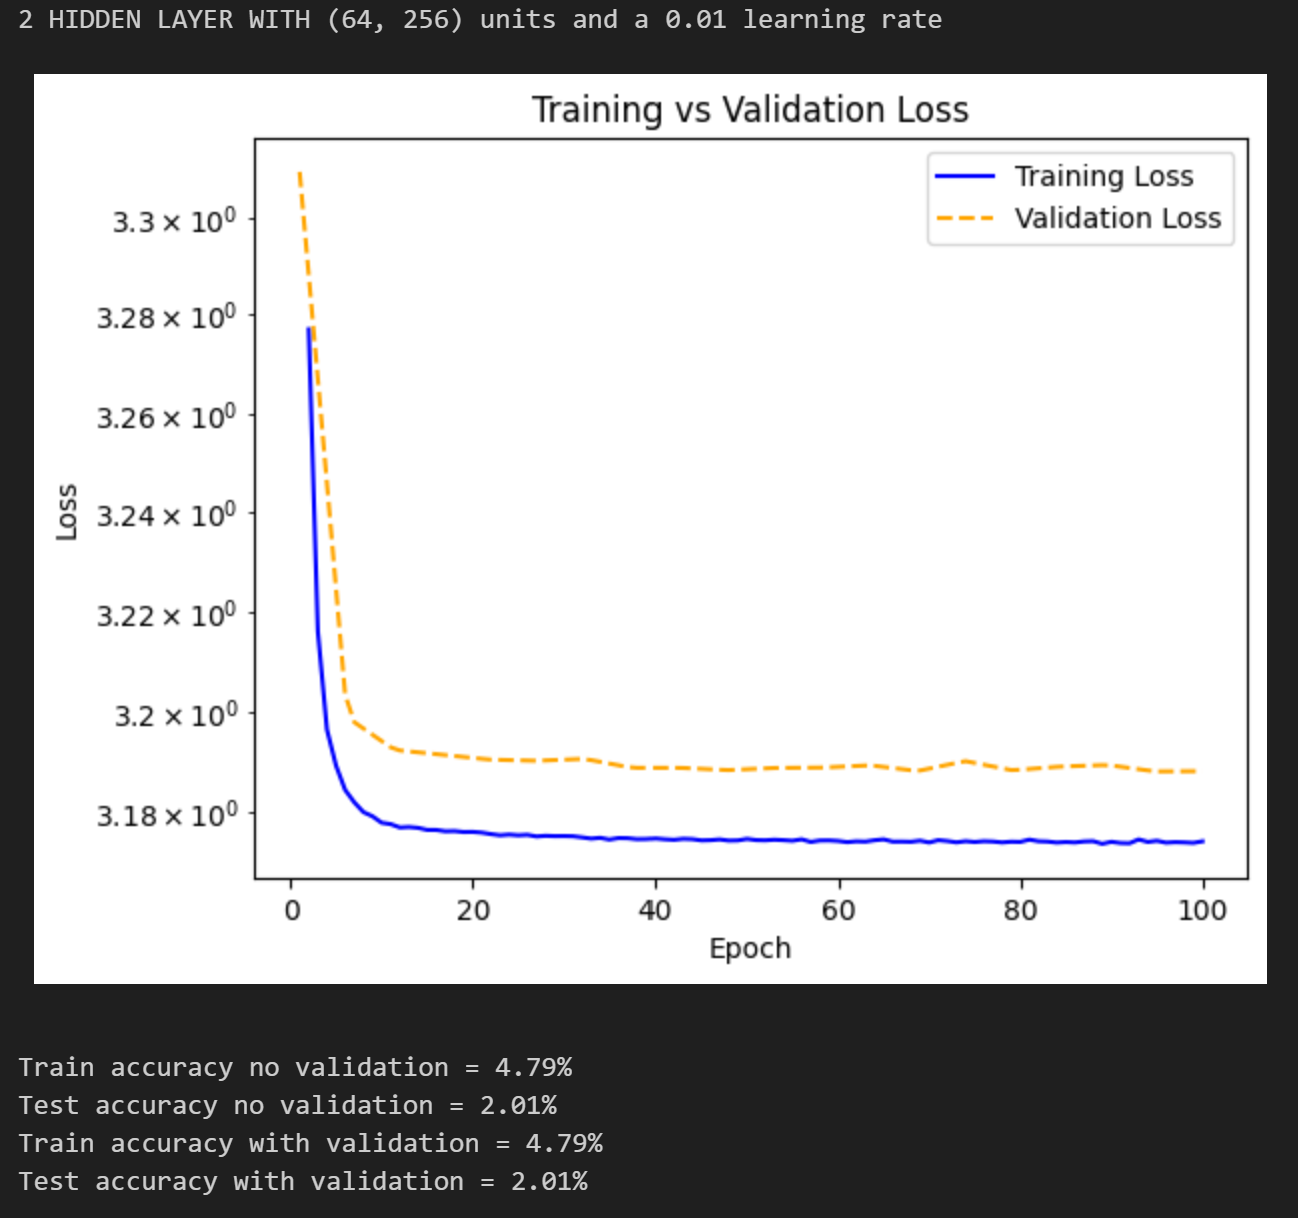 2 HIDDEN LAYER WITH (64, 256) units and a 0.01 learning rate
Training vs Validation Loss
Training Loss
Validation Loss
3.3 × 10⁰
3.28 × 10⁰
3.26 × 10⁰
3.24 × 10⁰
3.22 × 10⁰
3.2 × 10⁰
3.18 × 10⁰
Loss
0 20 40 60 80 100
Epoch
Train accuracy no validation = 4.79%
Test accuracy no validation = 2.01%
Train accuracy with validation = 4.79%
Test accuracy with validation = 2.01%